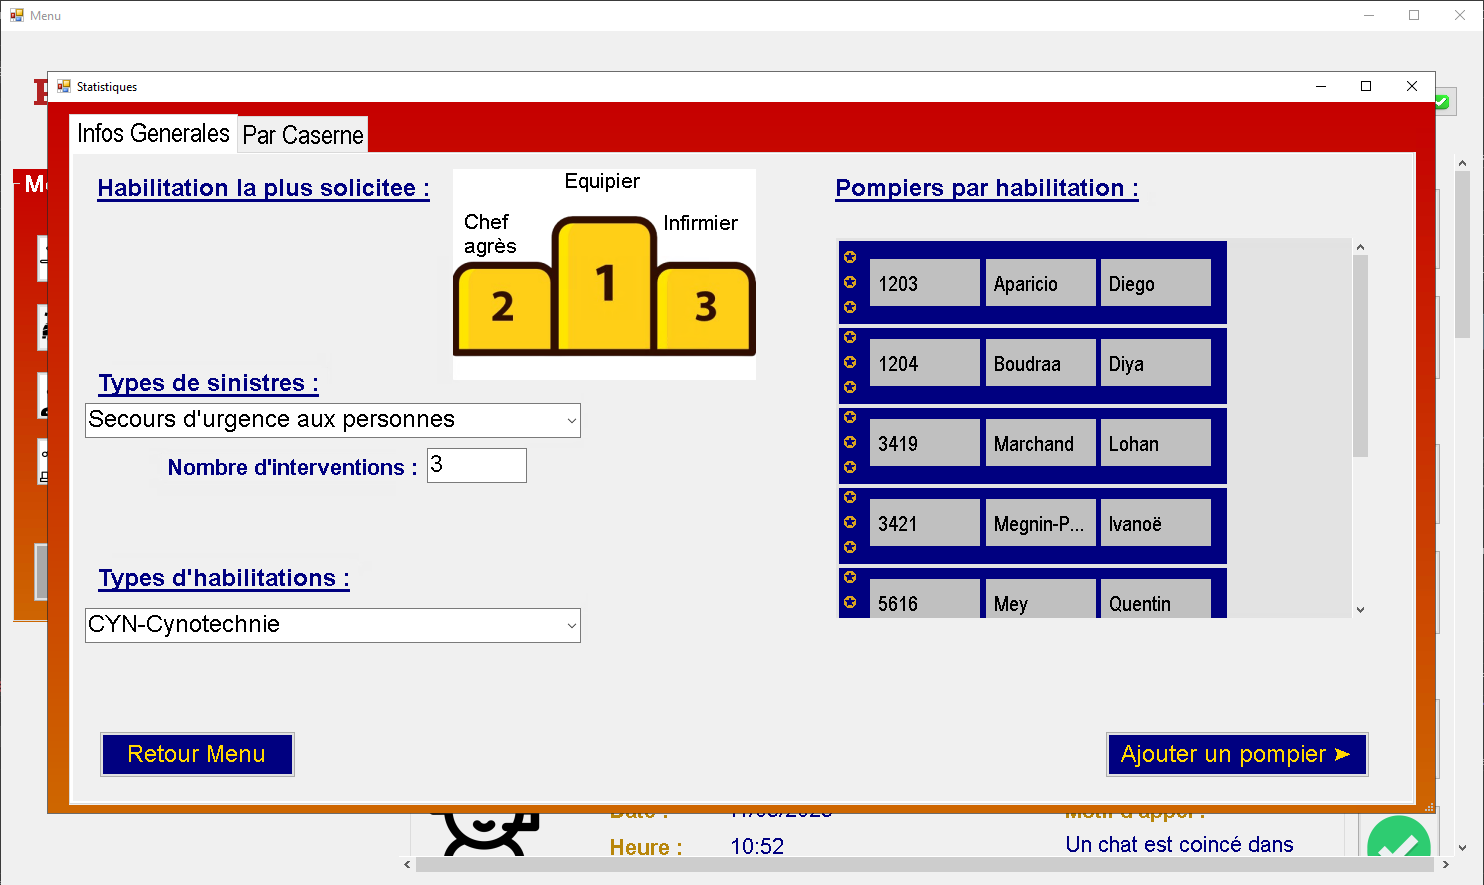 Menu
Statistiques
Infos Generales
Par Caserne
Habilitation la plus solicitee :
Equipier
Chef
agrès
Infirmier
1
2
3
Types de sinistres :
Secours d'urgence aux personnes
Nombre d'interventions :
3
Types d'habilitations :
CYN-Cynotechnie
Pompiers par habilitation :
1203 Aparicio Diego
1204 Boudraa Diya
3419 Marchand Lohan
3421 Megnin-P... Ivanoë
5616 Mey Quentin
Retour Menu
Ajouter un pompier ➤
Heure : 10:52
Un chat est coincé dans